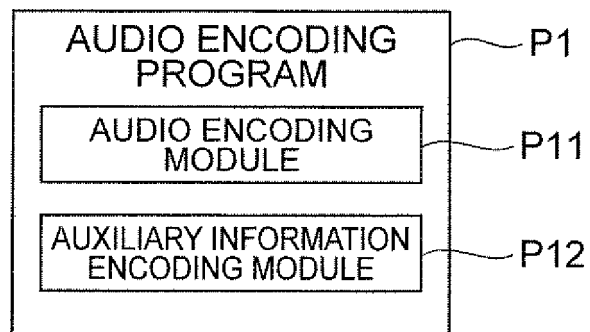 AUDIO ENCODING
PROGRAM
P1
AUDIO ENCODING
MODULE
P11
AUXILIARY INFORMATION
ENCODING MODULE
P12